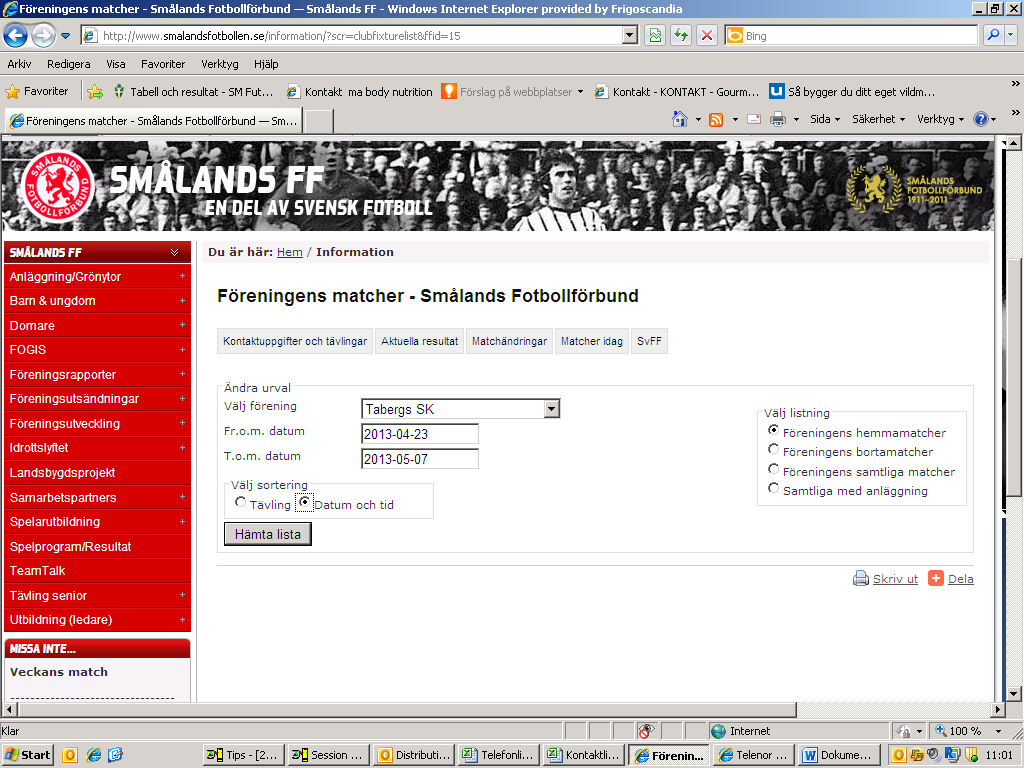 Föreningens matcher - Smålands Fotbollförbund — Smålands FF - Windows Internet Explorer provided by Frigoscandia
http://www.smalandsfotbollen.se/information/?scr=clubfixturelist&ffid=15
Bing
Arkiv Redigera Visa Favoriter Verktyg Hjälp
Favoriter Tabell och resultat - SM Fut... Kontakt ma body nutrition Förslag på webbplatser Kontakt - KONTAKT - Gourm... Så bygger du ditt eget vildm...
Föreningens matcher - Smålands Fotbollförbund — Sm...
Sida Säkerhet Verktyg
SMÅLANDS FOTBOLLFÖRBUND
SMÅLANDS FF
EN DEL AV SVENSK FOTBOLL
SMÅLANDS
FOTBOLLFÖRBUND
1911-2011
SMÅLANDS FF
Anläggning/Grönytor
Barn & ungdom
Domare
FOGIS
Föreningsrapporter
Föreningsutsändningar
Föreningsutveckling
Idrottslyftet
Landsbygdsprojekt
Samarbetspartners
Spelarutbildning
Spelprogram/Resultat
TeamTalk
Tävling senior
Utbildning (ledare)
MISSA INTE...
Veckans match
---------------------------------
Du är här: Hem / Information
Föreningens matcher - Smålands Fotbollförbund
Kontaktuppgifter och tävlingar Aktuella resultat Matchändringar Matcher idag SvFF
Ändra urval
Välj förening Tabergs SK
Fr.o.m. datum 2013-04-23
T.o.m. datum 2013-05-07
Välj sortering
Tävling Datum och tid
Hämta lista
Välj listning
Föreningens hemmamatcher
Föreningens bortamatcher
Föreningens samtliga matcher
Samtliga med anläggning
Skriv ut Dela
Klar Internet 100 %
Start Tips - [2... Session ... Distributi... Telefonli... Kontaktli... Förenin... Telenor ... Dokume... 11:01